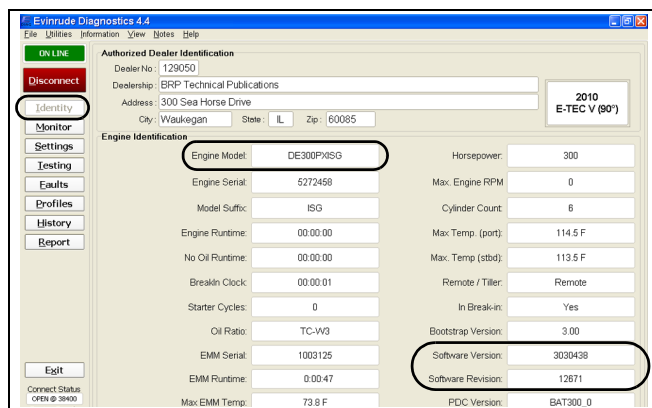 Evinrude Diagnostics 4.4
File Utilities Information View Notes Help
ON LINE
Disconnect
Identity
Monitor
Settings
Testing
Faults
Profiles
History
Report
Exit
Connect Status
OPEN @ 38400
Authorized Dealer Identification
Dealer No : 129050
Dealership : BRP Technical Publications
Address : 300 Sea Horse Drive
City : Waukegan State : IL Zip : 60085
2010
E-TEC V (90°)
Engine Identification
Engine Model: DE300PXISG Horsepower: 300
Engine Serial: 5272458 Max. Engine RPM 0
Model Suffix: ISG Cylinder Count: 6
Engine Runtime: 00:00:00 Max Temp. (port): 114.5 F
No Oil Runtime: 00:00:00 Max. Temp (stbd): 113.5 F
BreakIn Clock: 00:00:01 Remote / Tiller: Remote
Starter Cycles: 0 In Break-in: Yes
Oil Ratio: TC-W3 Bootstrap Version: 3.00
EMM Serial: 1003125 Software Version: 3030438
EMM Runtime: 0:00:47 Software Revision: 12671
Max EMM Temp: 73.8 F PDC Version: BAT300_0